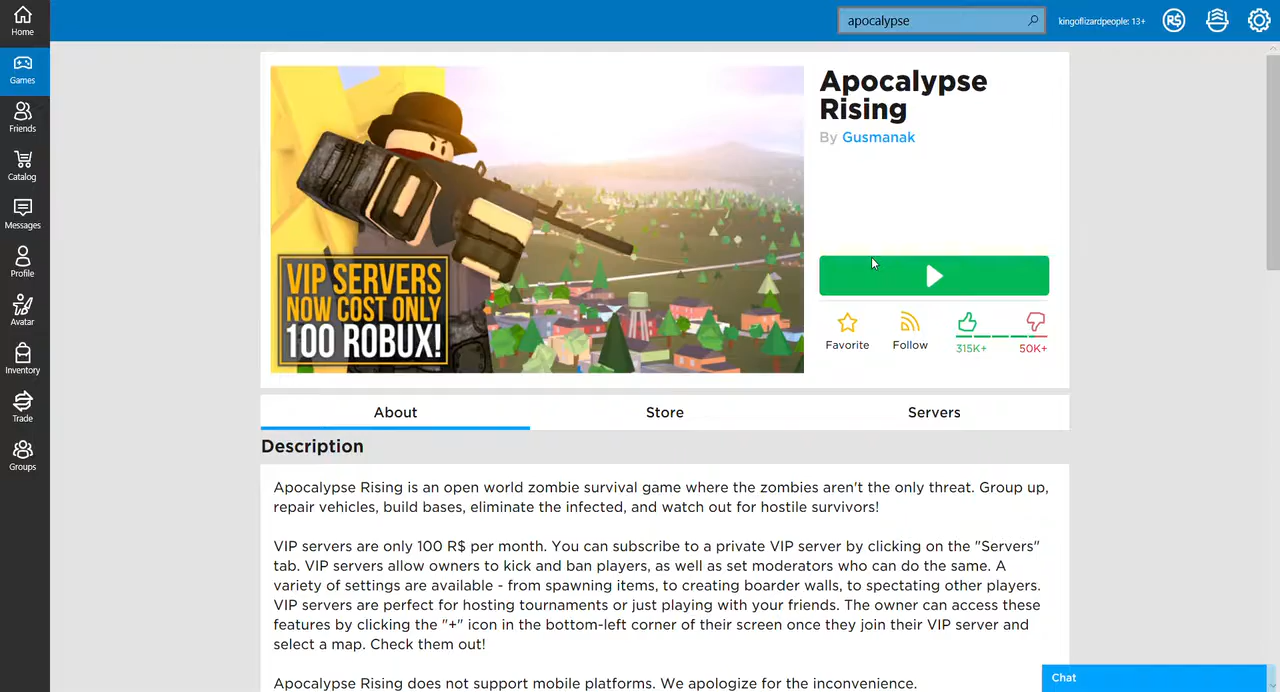 Home
Games
Friends
Catalog
Messages
Profile
Avatar
Inventory
Trade
Groups
apocalypse
kingoflizardpeople: 13+
R$
VIP SERVERS
NOW COST ONLY
100 ROBUX!
Apocalypse
Rising
By Gusmanak
Favorite
Follow
315K+
50K+
About
Store
Servers
Description
Apocalypse Rising is an open world zombie survival game where the zombies aren't the only threat. Group up,
repair vehicles, build bases, eliminate the infected, and watch out for hostile survivors!
VIP servers are only 100 R$ per month. You can subscribe to a private VIP server by clicking on the "Servers"
tab. VIP servers allow owners to kick and ban players, as well as set moderators who can do the same. A
variety of settings are available - from spawning items, to creating boarder walls, to spectating other players.
VIP servers are perfect for hosting tournaments or just playing with your friends. The owner can access these
features by clicking the "+" icon in the bottom-left corner of their screen once they join their VIP server and
select a map. Check them out!
Apocalypse Rising does not support mobile platforms. We apologize for the inconvenience.
Chat